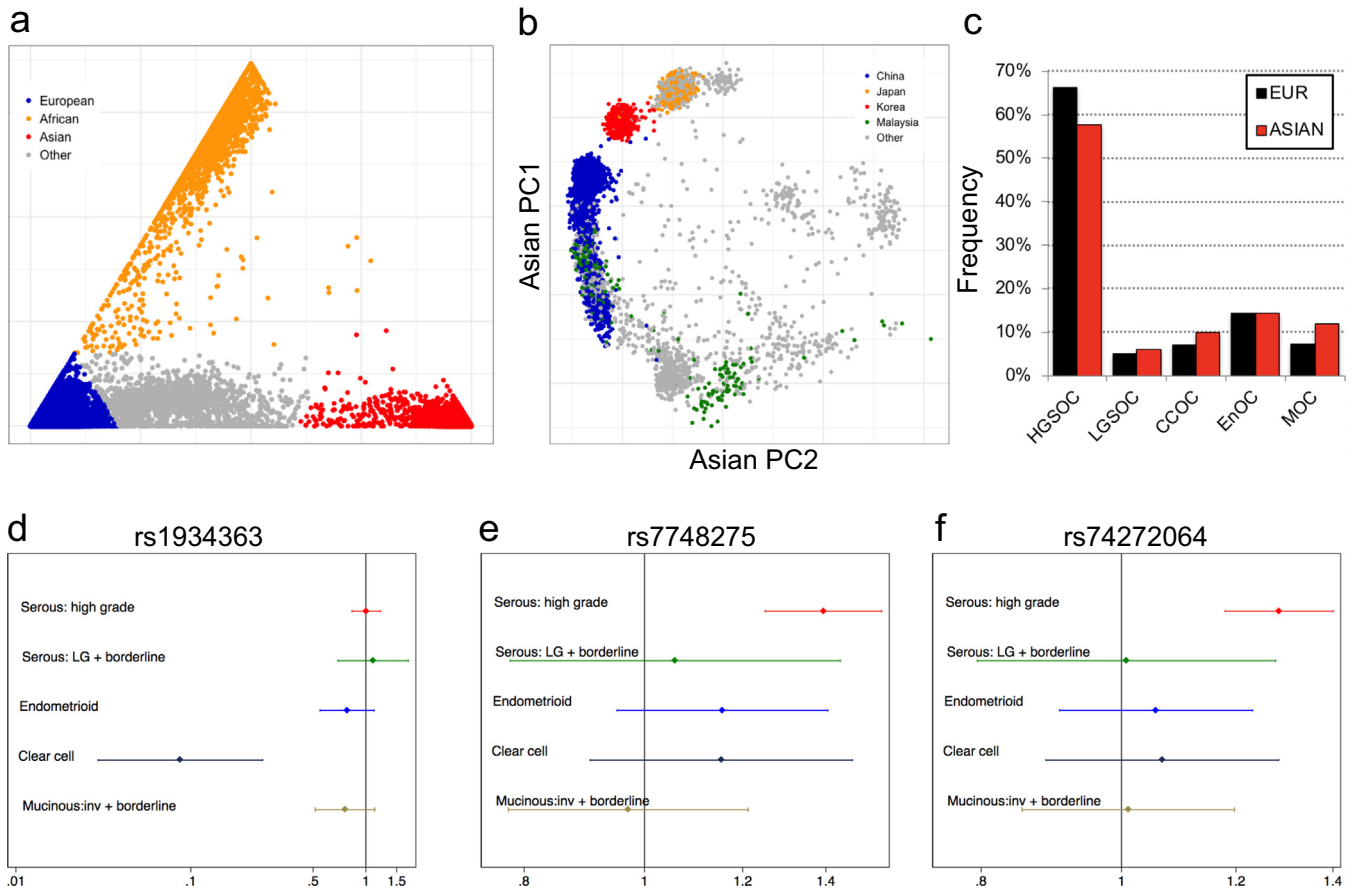 a
European
African
Asian
Other
b
China
Japan
Korea
Malaysia
Other
Asian PC1
Asian PC2
c
Frequency
70%
60%
50%
40%
30%
20%
10%
0%
EUR
ASIAN
HGSOC
LGSOC
CCOC
EnOC
MOC
d
rs1934363
Serous: high grade
Serous: LG + borderline
Endometrioid
Clear cell
Mucinous:inv + borderline
.01 .1 .5 1 1.5
e
rs7748275
Serous: high grade
Serous: LG + borderline
Endometrioid
Clear cell
Mucinous:inv + borderline
.8 1 1.2 1.4
f
rs74272064
Serous: high grade
Serous: LG + borderline
Endometrioid
Clear cell
Mucinous:inv + borderline
.8 1 1.2 1.4